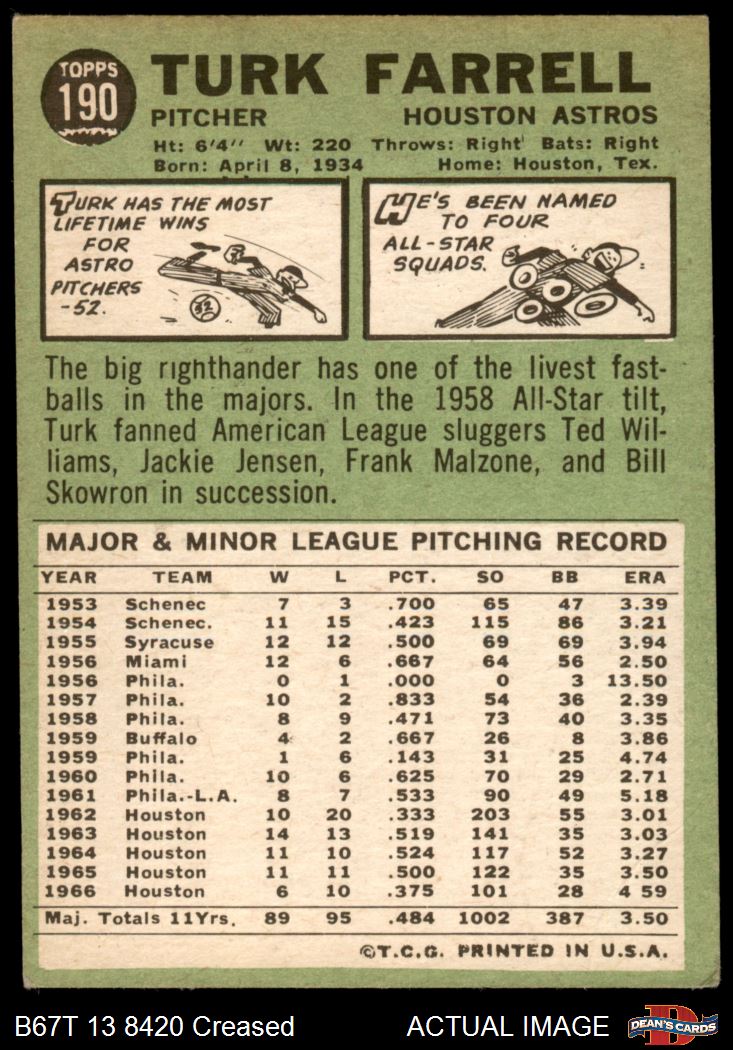 TOPPS
190
TURK FARRELL
PITCHER HOUSTON ASTROS
Ht: 6'4" Wt: 220 Throws: Right Bats: Right
Born: April 8, 1934 Home: Houston, Tex.
TURK HAS THE MOST
LIFETIME WINS
FOR
ASTRO
PITCHERS
-52.
52
HE'S BEEN NAMED
TO FOUR
ALL-STAR
SQUADS.
The big righthander has one of the livest fast-
balls in the majors. In the 1958 All-Star tilt,
Turk fanned American League sluggers Ted Wil-
liams, Jackie Jensen, Frank Malzone, and Bill
Skowron in succession.
MAJOR & MINOR LEAGUE PITCHING RECORD
YEAR TEAM W L PCT. SO BB ERA
1953 Schenec 7 3 .700 65 47 3.39
1954 Schenec. 11 15 .423 115 86 3.21
1955 Syracuse 12 12 .500 69 69 3.94
1956 Miami 12 6 .667 64 56 2.50
1956 Phila. 0 1 .000 0 3 13.50
1957 Phila. 10 2 .833 54 36 2.39
1958 Phila. 8 9 .471 73 40 3.35
1959 Buffalo 4 2 .667 26 8 3.86
1959 Phila. 1 6 .143 31 25 4.74
1960 Phila. 10 6 .625 70 29 2.71
1961 Phila.-L.A. 8 7 .533 90 49 5.18
1962 Houston 10 20 .333 203 55 3.01
1963 Houston 14 13 .519 141 35 3.03
1964 Houston 11 10 .524 117 52 3.27
1965 Houston 11 11 .500 122 35 3.50
1966 Houston 6 10 .375 101 28 4 59
Maj. Totals 11Yrs. 89 95 .484 1002 387 3.50
©T.C.G. PRINTED IN U.S.A.
B67T 13 8420 Creased ACTUAL IMAGE DEAN'S CARDS